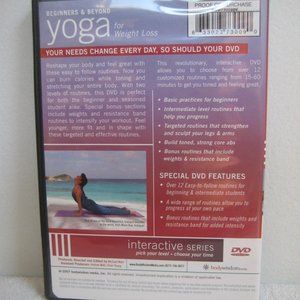 BEGINNERS & BEYOND
yoga for
Weight Loss
PROOF OF PURCHASE
YOUR NEEDS CHANGE EVERY DAY, SO SHOULD YOUR DVD
Reshape your body and feel great with
these easy to follow routines. Now you
can burn calories while toning and
stretching your entire body. With two
levels of routines, this DVD is perfect
for both the beginner and seasoned
student alike. Special bonus sections
include weights and resistance band
routines to intensify your workout. Feel
younger, more fit and in shape with
these targeted and effective routines.
This revolutionary, interactive DVD
allows you to choose from over 12
customized routines ranging from 15-60
minutes to get you toned and in shape.
• Basic practices for beginners
• Intermediate level routines that
help you progress
• Targeted routines that strengthen
and sculpt your legs & arms
• Build toned, strong core abs
• Bonus routines that include
weights & resistance band
SPECIAL DVD FEATURES
• Over 12 Easy-to-follow routines for
beginning & intermediate students
• A wide range of routines allow you
to progress at your own pace
• Bonus routines that include weights and
resistance band for added intensity
interactive SERIES
pick your level • choose your time
DVD
bodywisdom